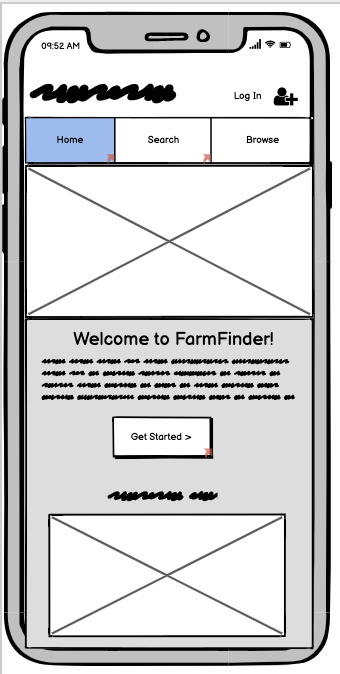 09:52 AM
Log In
Home
Search
Browse
Welcome to FarmFinder!
Get Started >